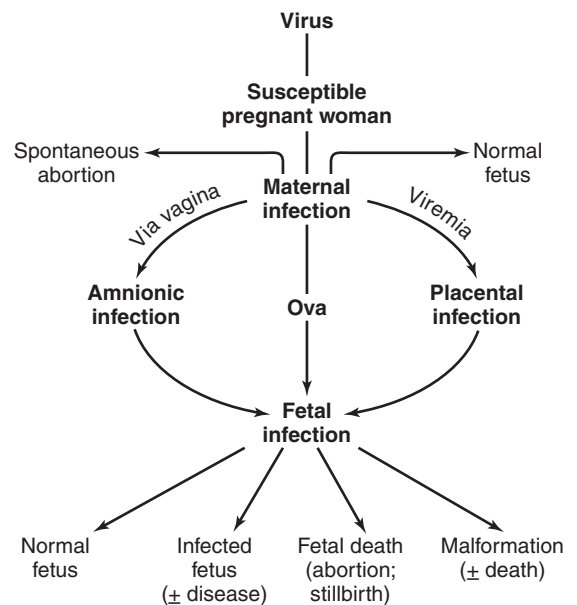 Virus
Susceptible
pregnant woman
Spontaneous
abortion
Normal
fetus
Maternal
infection
Via vagina
Viremia
Amnionic
infection
Ova
Placental
infection
Fetal
infection
Normal
fetus
Infected
fetus
(± disease)
Fetal death
(abortion;
stillbirth)
Malformation
(± death)